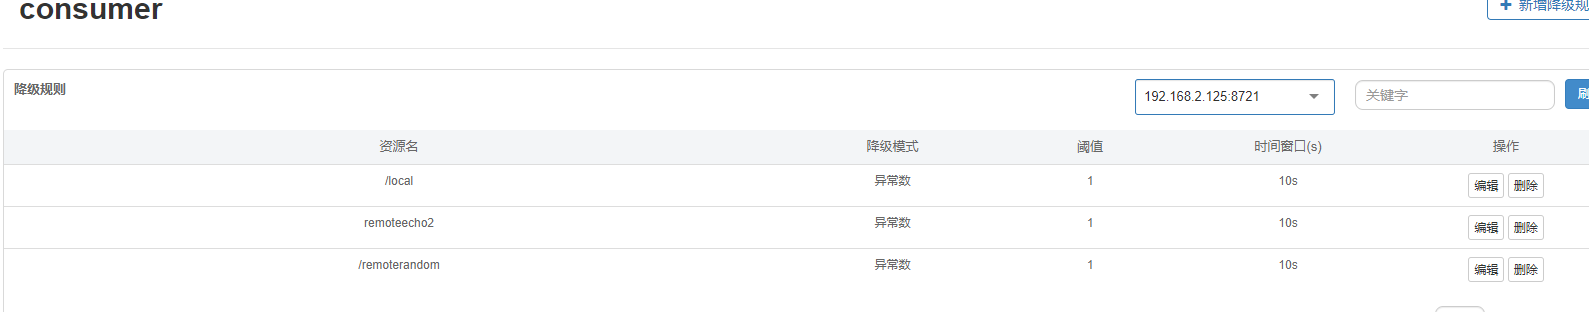 consumer
+ 新增降级规
降级规则
192.168.2.125:8721
关键字
刷
资源名 降级模式 阈值 时间窗口(s) 操作
/local 异常数 1 10s 编辑 删除
remoteecho2 异常数 1 10s 编辑 删除
/remoterandom 异常数 1 10s 编辑 删除